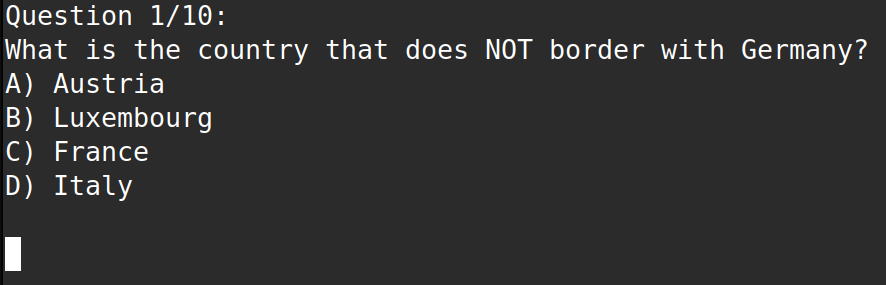 Question 1/10:
What is the country that does NOT border with Germany?
A) Austria
B) Luxembourg
C) France
D) Italy